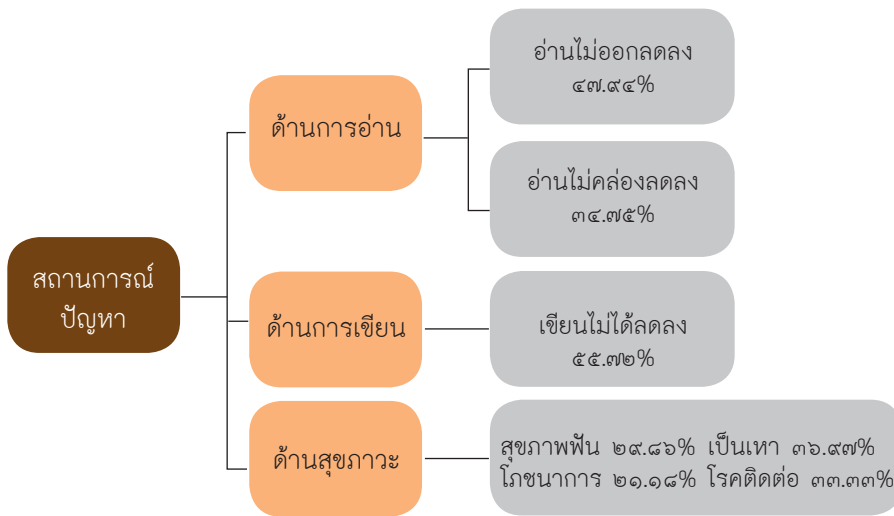 สถานการณ์
ปัญหา
ด้านการอ่าน
อ่านไม่ออกลดลง
๔๗.๙๔%
อ่านไม่คล่องลดลง
๓๔.๗๕%
ด้านการเขียน
เขียนไม่ได้ลดลง
๕๕.๗๒%
ด้านสุขภาวะ
สุขภาพฟัน ๒๙.๘๖% เป็นเหา ๓๖.๙๗%
โภชนาการ ๒๑.๑๘% โรคติดต่อ ๓๓.๓๓%